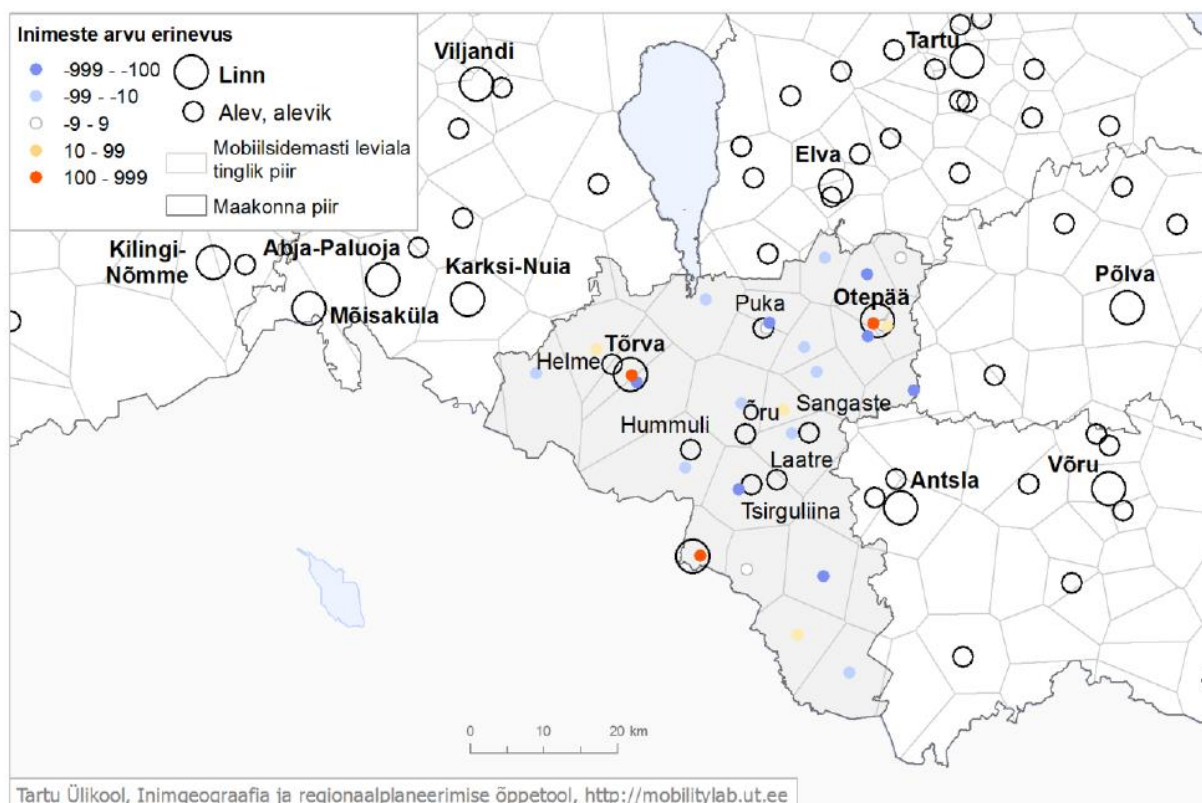 Inimeste arvu erinevus
-999 - -100
-99 - -10
-9 - 9
10 - 99
100 - 999
Linn
Alev, alevik
Mobiilsidemasti leviala
tinglik piir
Maakonna piir
Viljandi
Tartu
Elva
Kilingi-
Nõmme
Abja-Paluoja
Karksi-Nuia
Mõisaküla
Põlva
Puka
Otepää
Tõrva
Helme
Õru
Sangaste
Hummuli
Laatre
Tsirguliina
Antsla
Võru
0 10 20 km
Tartu Ülikool, Inimgeograafia ja regionaalplaneerimise õppetool, http://mobilitylab.ut.ee